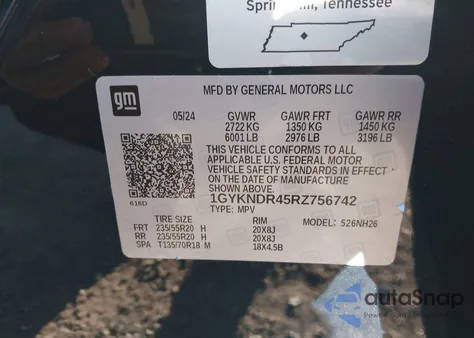 Tennessee
gm
MFD BY GENERAL MOTORS LLC
05/24 GVWR GAWR FRT GAWR RR
2722 KG 1350 KG 1450 KG
6001 LB 2976 LB 3196 LB
THIS VEHICLE CONFORMS TO ALL
APPLICABLE U.S. FEDERAL MOTOR
VEHICLE SAFETY STANDARDS IN EFFECT
ON THE DATE OF MANUFACTURE
SHOWN ABOVE.
616D
1GYKNDR45RZ756742
TYPE: MPV
TIRE SIZE RIM MODEL: 526NH26
FRT 235/55R20 H 20X8J
RR 235/55R20 H 20X8J
SPA T135/70R18 M 18X4.5B
autoSnap